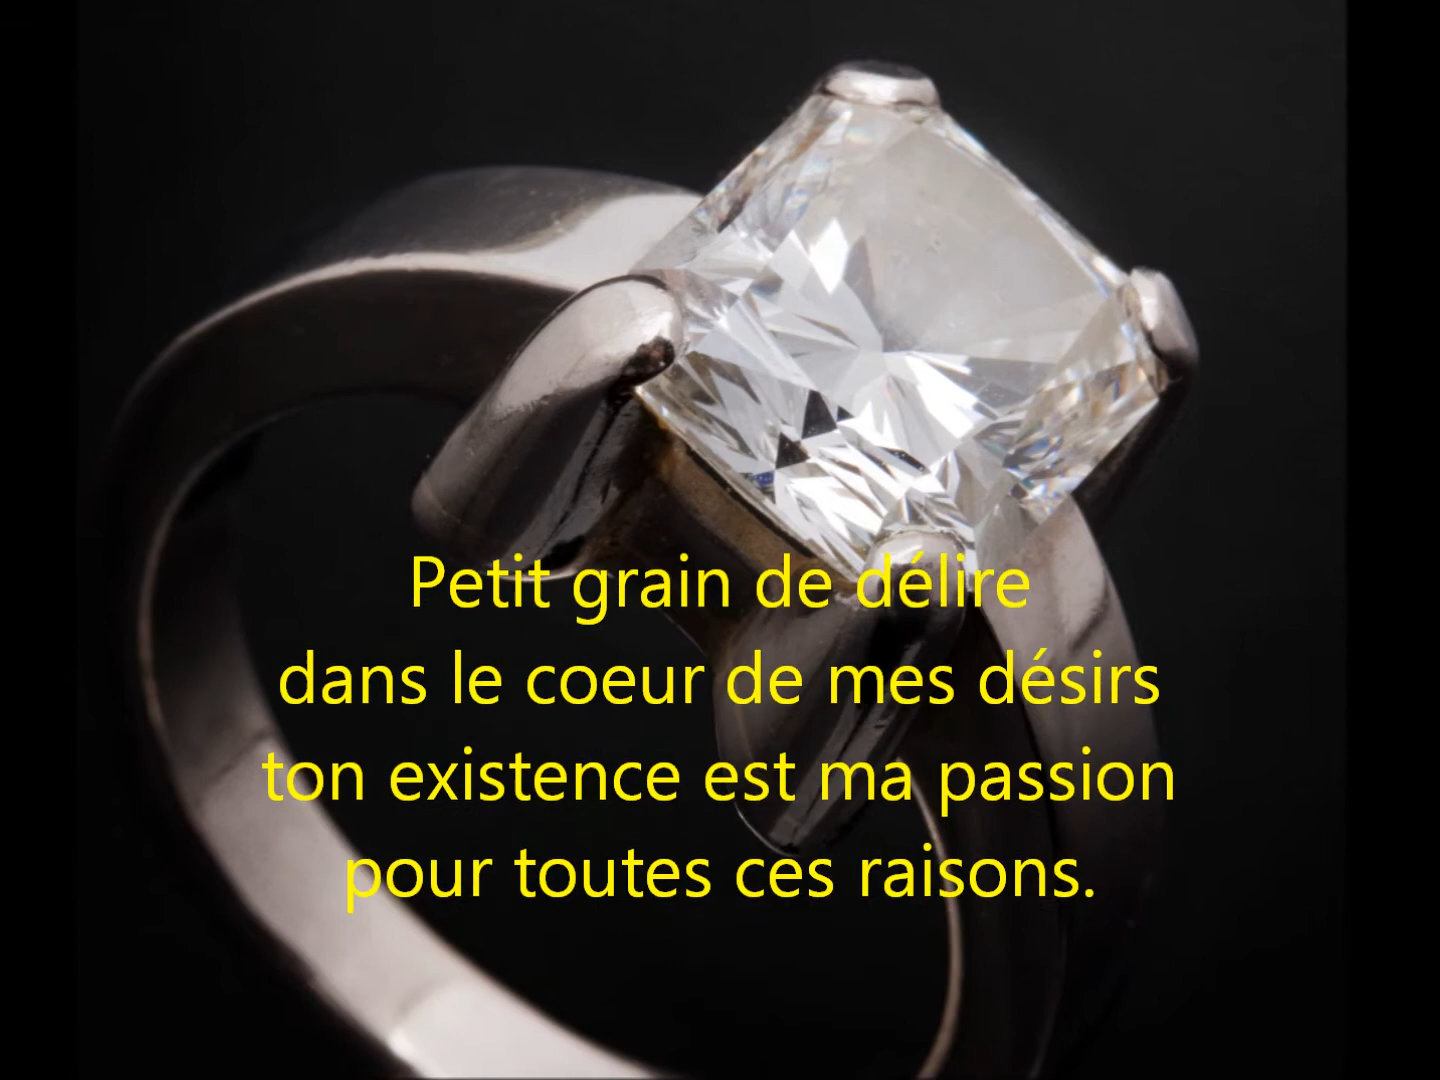 Petit grain de délire
dans le coeur de mes désirs
ton existence est ma passion
pour toutes ces raisons.